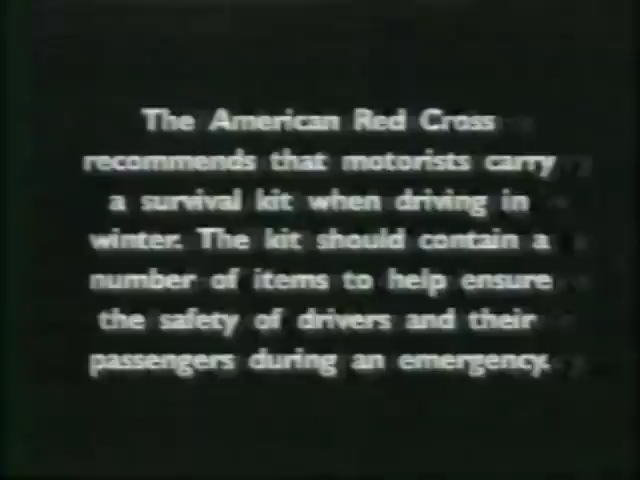 The American Red Cross
recommends that motorists carry
a survival kit when driving in
winter. The kit should contain a
number of items to help ensure
the safety of drivers and their
passengers during an emergency.